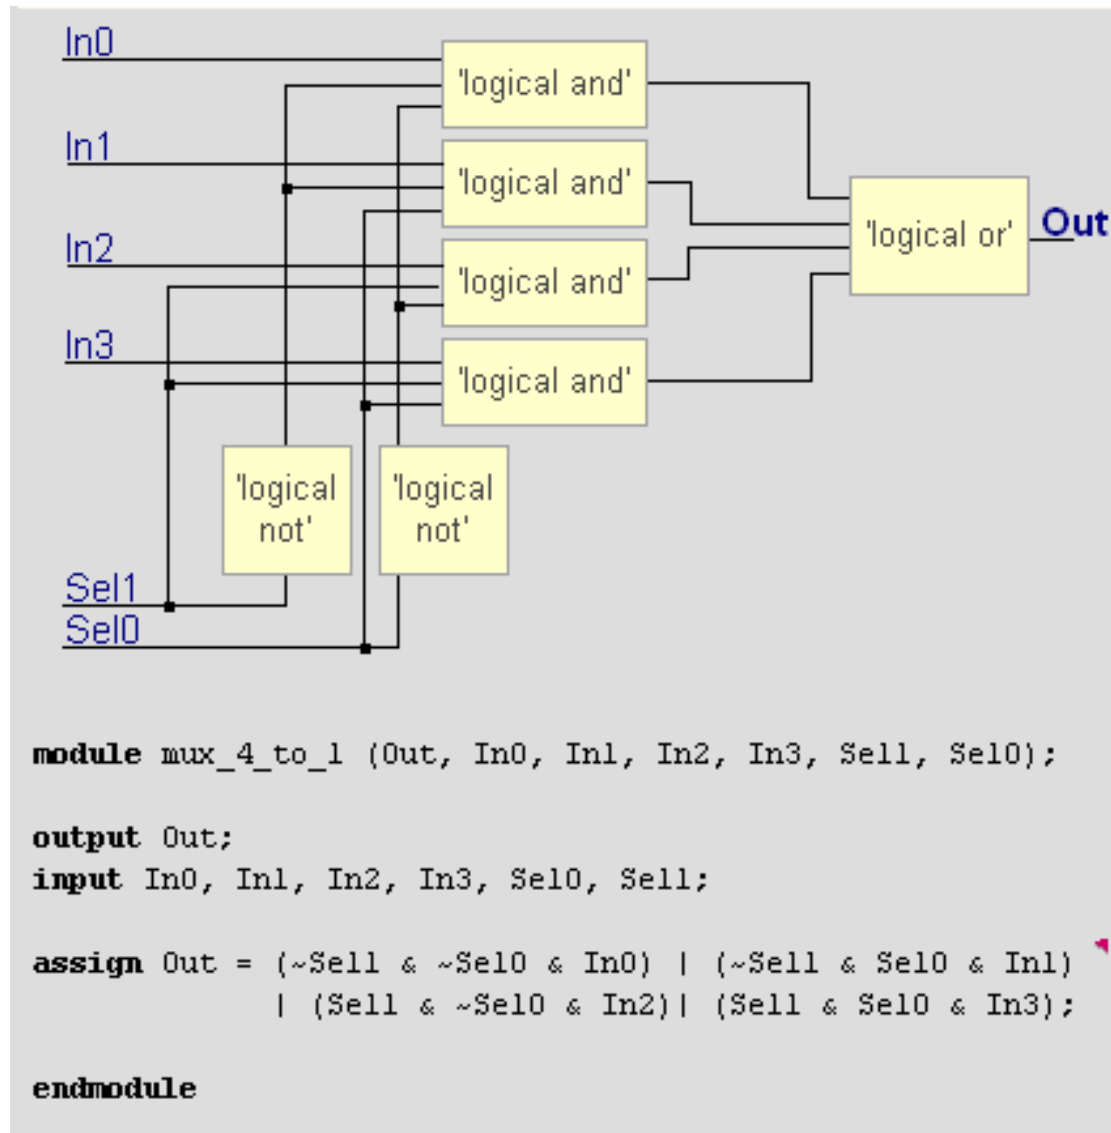 In0
'logical and'
In1
'logical and'
In2
'logical and'
In3
'logical and'
'logical or'
Out
'logical
not'
'logical
not'
Sel1
Sel0
module mux_4_to_1 (Out, In0, In1, In2, In3, Sel1, Sel0);
output Out;
input In0, In1, In2, In3, Sel0, Sel1;
assign Out = (~Sel1 & ~Sel0 & In0) | (~Sel1 & Sel0 & In1)
| (Sel1 & ~Sel0 & In2)| (Sel1 & Sel0 & In3);
endmodule